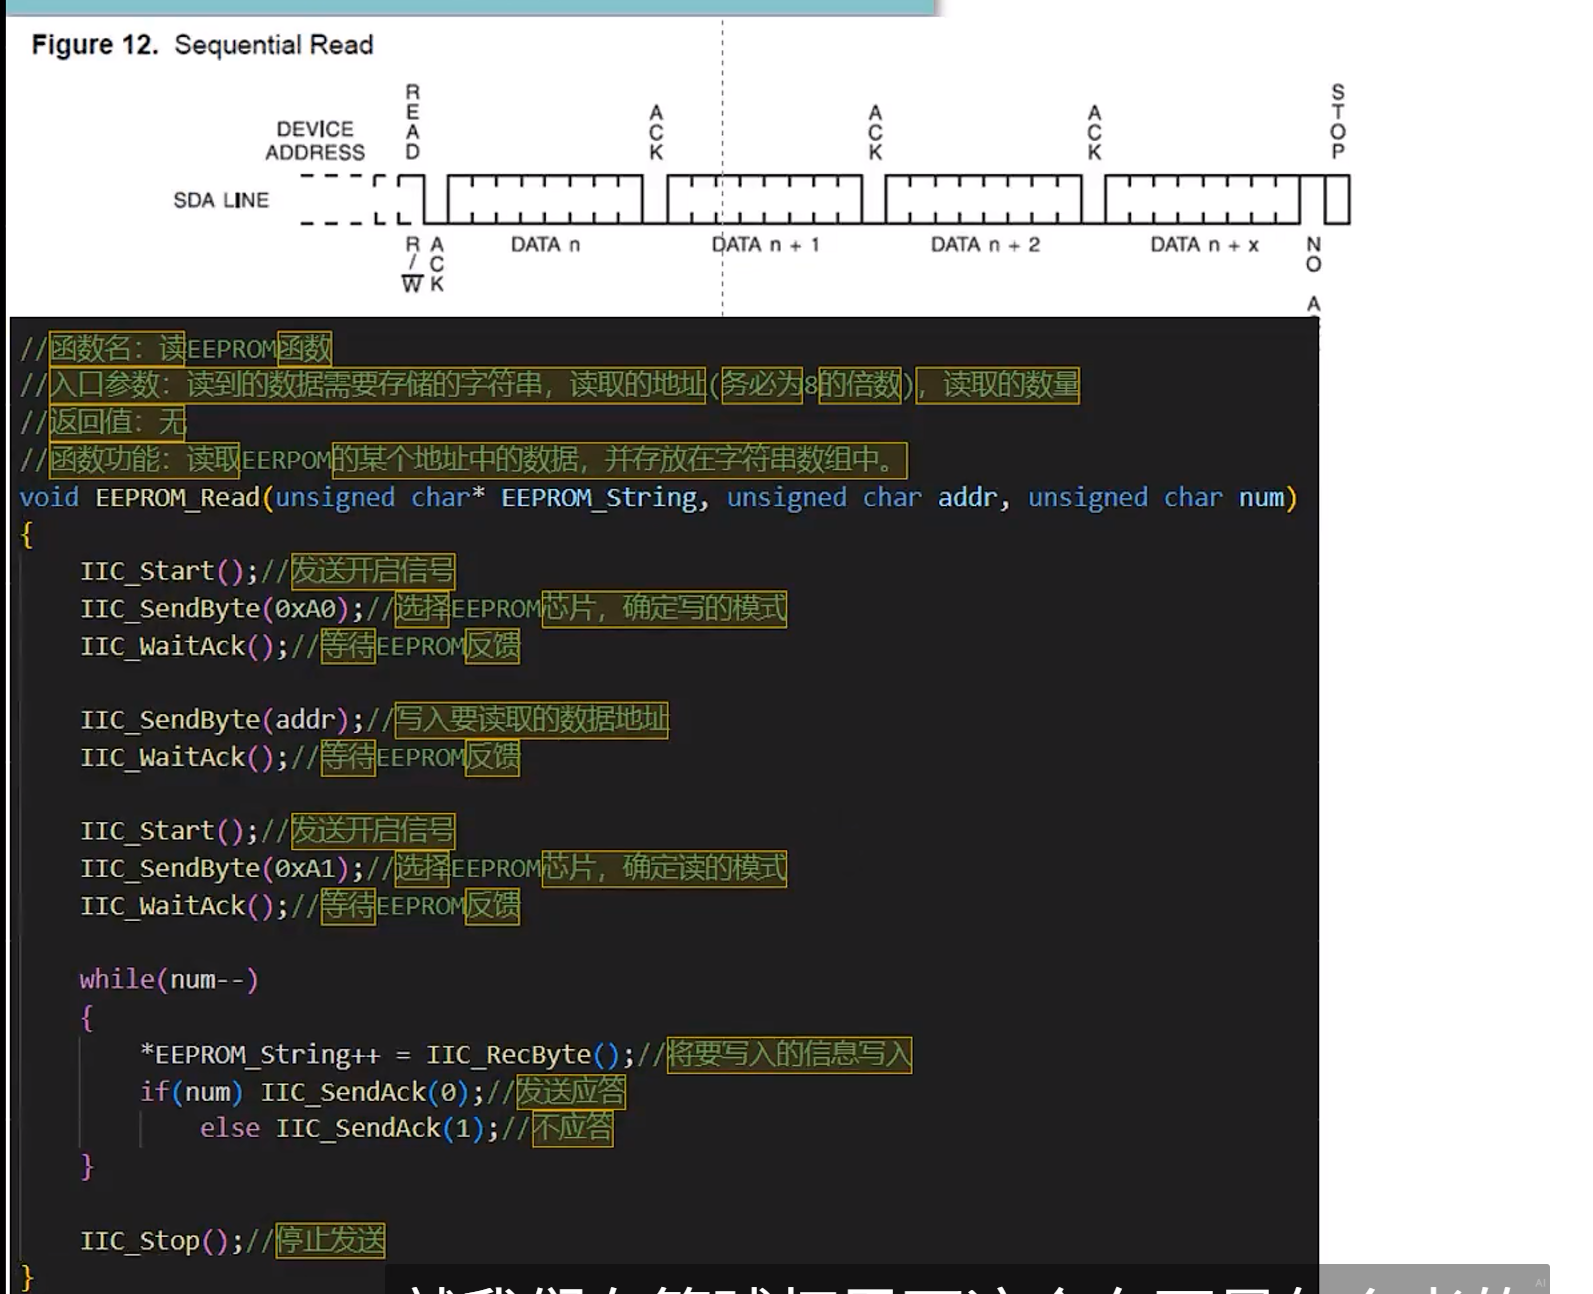 Figure 12. Sequential Read
READ
ACK
ACK
ACK
STOP
DEVICE
ADDRESS
SDA LINE
R/W
ACK
DATA n
DATA n + 1
DATA n + 2
DATA n + x
NO A
//函数名：读EEPROM函数
//入口参数：读到的数据需要存储的字符串，读取的地址(务必为8的倍数)，读取的数量
//返回值：无
//函数功能：读取EERPOM的某个地址中的数据，并存放在字符串数组中。
void EEPROM_Read(unsigned char* EEPROM_String, unsigned char addr, unsigned char num)
{
IIC_Start();//发送开启信号
IIC_SendByte(0xA0);//选择EEPROM芯片，确定写的模式
IIC_WaitAck();//等待EEPROM反馈
IIC_SendByte(addr);//写入要读取的数据地址
IIC_WaitAck();//等待EEPROM反馈
IIC_Start();//发送开启信号
IIC_SendByte(0xA1);//选择EEPROM芯片，确定读的模式
IIC_WaitAck();//等待EEPROM反馈
while(num--)
{
*EEPROM_String++ = IIC_RecByte();//将要写入的信息写入
if(num) IIC_SendAck(0);//发送应答
else IIC_SendAck(1);//不应答
}
IIC_Stop();//停止发送
}
AI